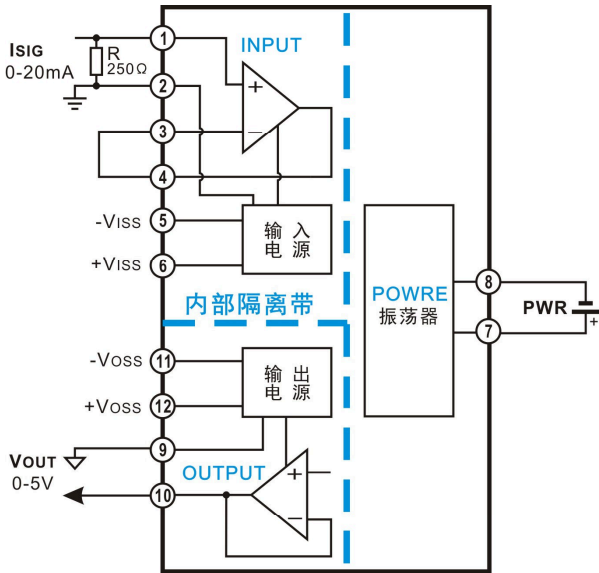 INPUT
ISIG
0-20mA
R
250Ω
1
2
3
4
5
6
-VISS
+VISS
+
−
输 入
电 源
内部隔离带
POWRE
振荡器
8
7
PWR
+
-VOSS
+VOSS
11
12
9
10
输 出
电 源
VOUT
0-5V
OUTPUT
+
−